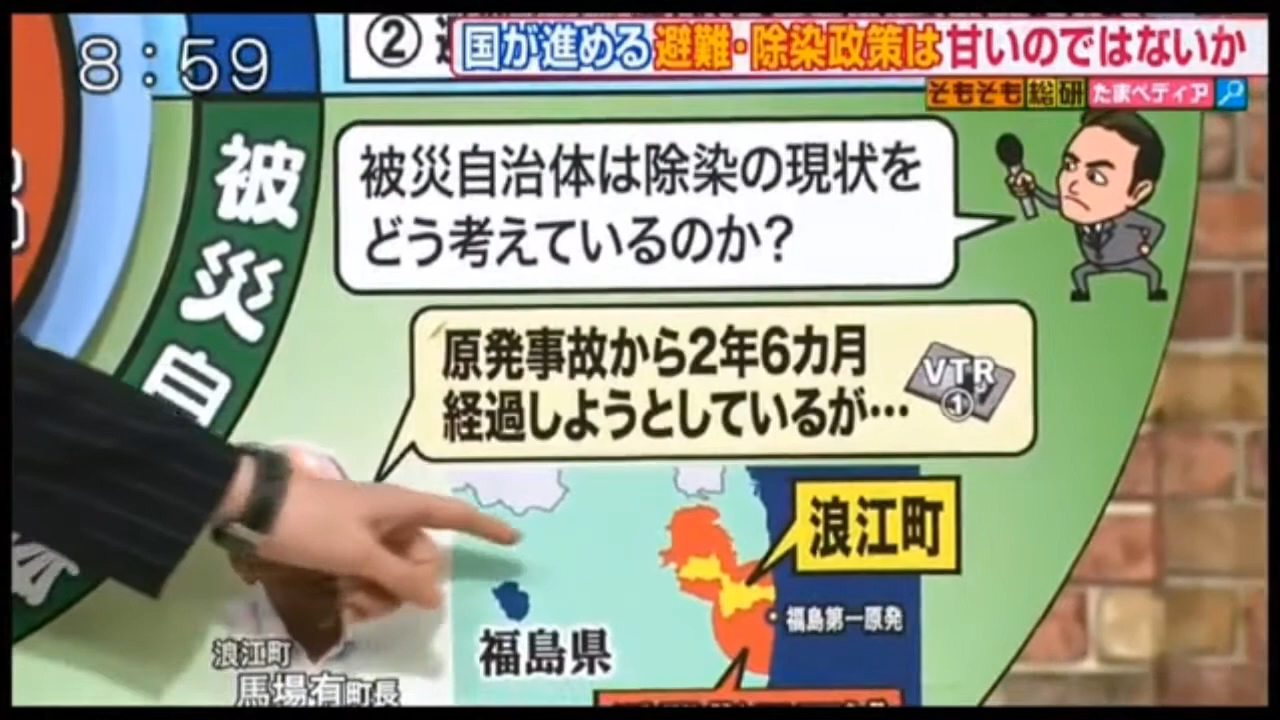 8:59
②
国が進める避難・除染政策は甘いのではないか
そもそも総研たまペディア
被災自
被災自治体は除染の現状を
どう考えているのか?
原発事故から2年6カ月
経過しようとしているが…
VTR
①
浪江町
福島第一原発
福島県
浪江町
馬場有町長